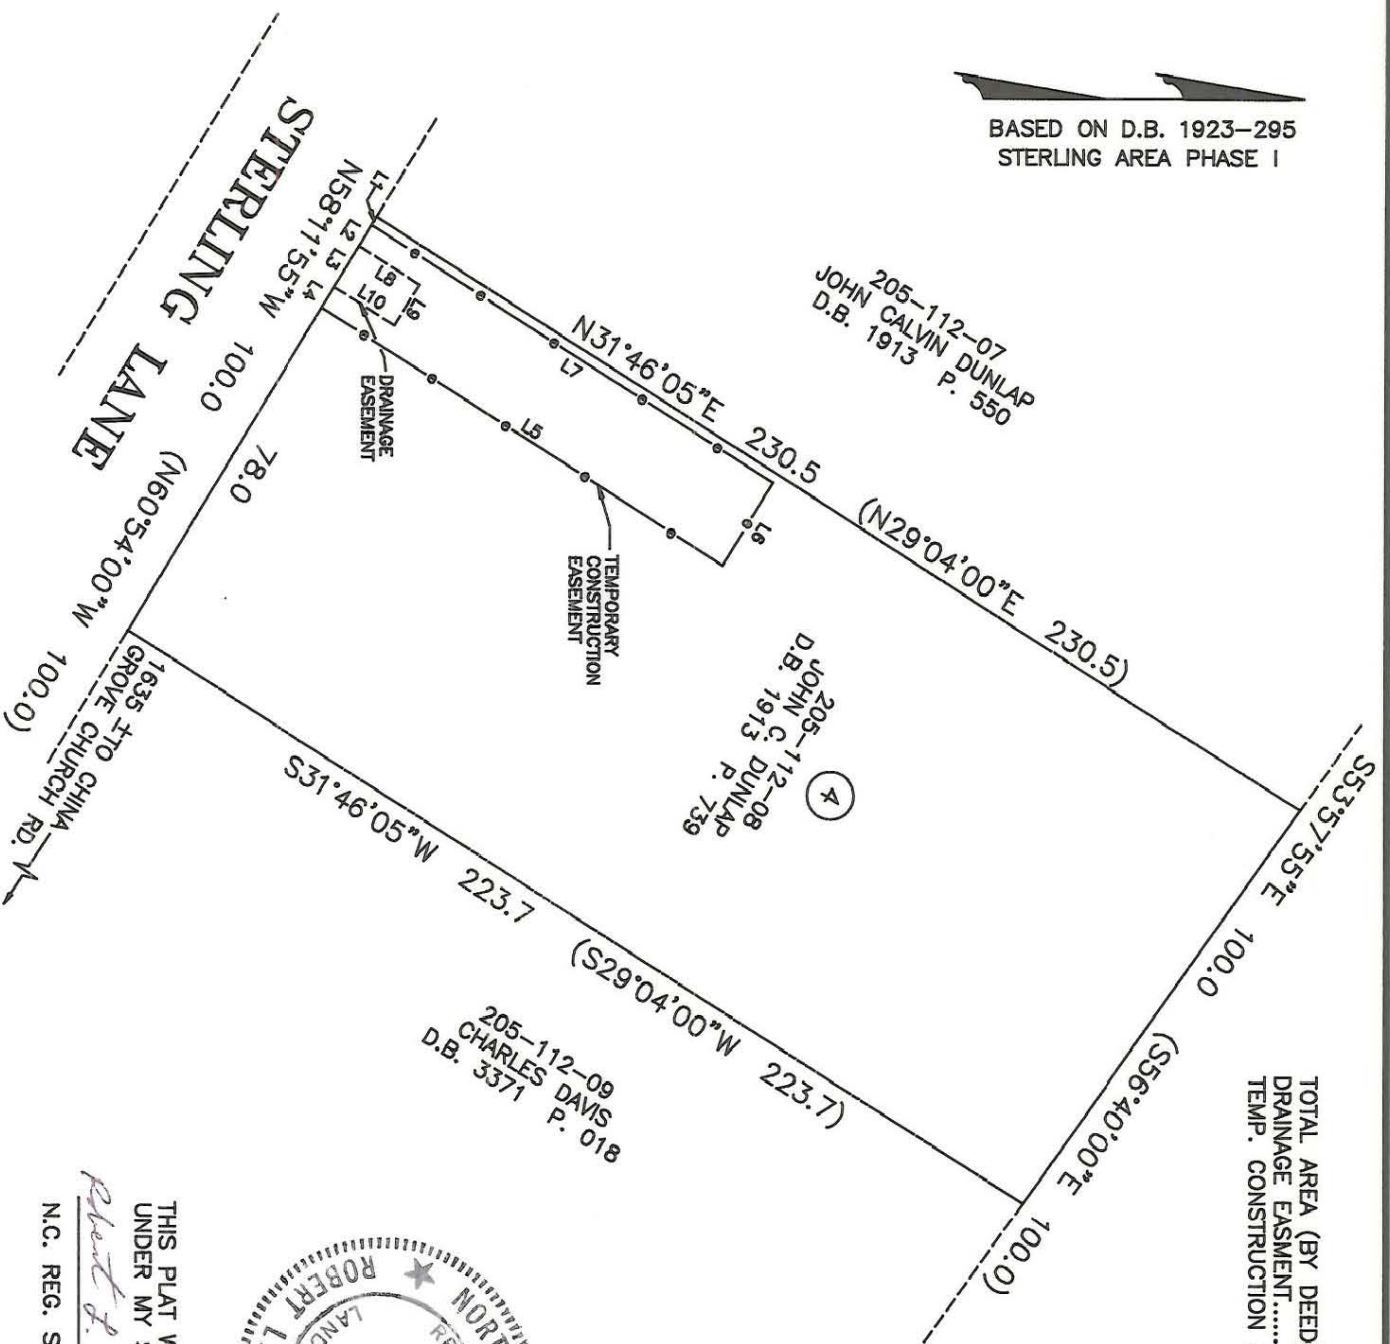 BASED ON D.B. 1923-295
STERLING AREA PHASE I
205-112-07
JOHN CALVIN DUNLAP
D.B. 1913 P. 550
STERLING LANE
N58°11'55"W 100.0 (N60°54'00"W 100.0)
L1
L2
L3
L4
78.0
L8
L10
L9
DRAINAGE
EASEMENT
L7
L5
L6
TEMPORARY
CONSTRUCTION
EASEMENT
N31°46'05"E 230.5 (N29°04'00"E 230.5)
4
205-112-08
JOHN C. DUNLAP
D.B. 1913 P. 739
S53°57'55"E 100.0 (S56°40'00"E 100.0)
S31°46'05"W 223.7 (S29°04'00"W 223.7)
1635 ±TO CHINA
GROVE CHURCH RD.
205-112-09
CHARLES DAVIS
D.B. 3371 P. 018
TOTAL AREA (BY DEED
DRAINAGE EASMENT......
TEMP. CONSTRUCTION
THIS PLAT W
UNDER MY S
Robert L.
N.C. REG. S
NORT
ROBERT L
LAND
RE